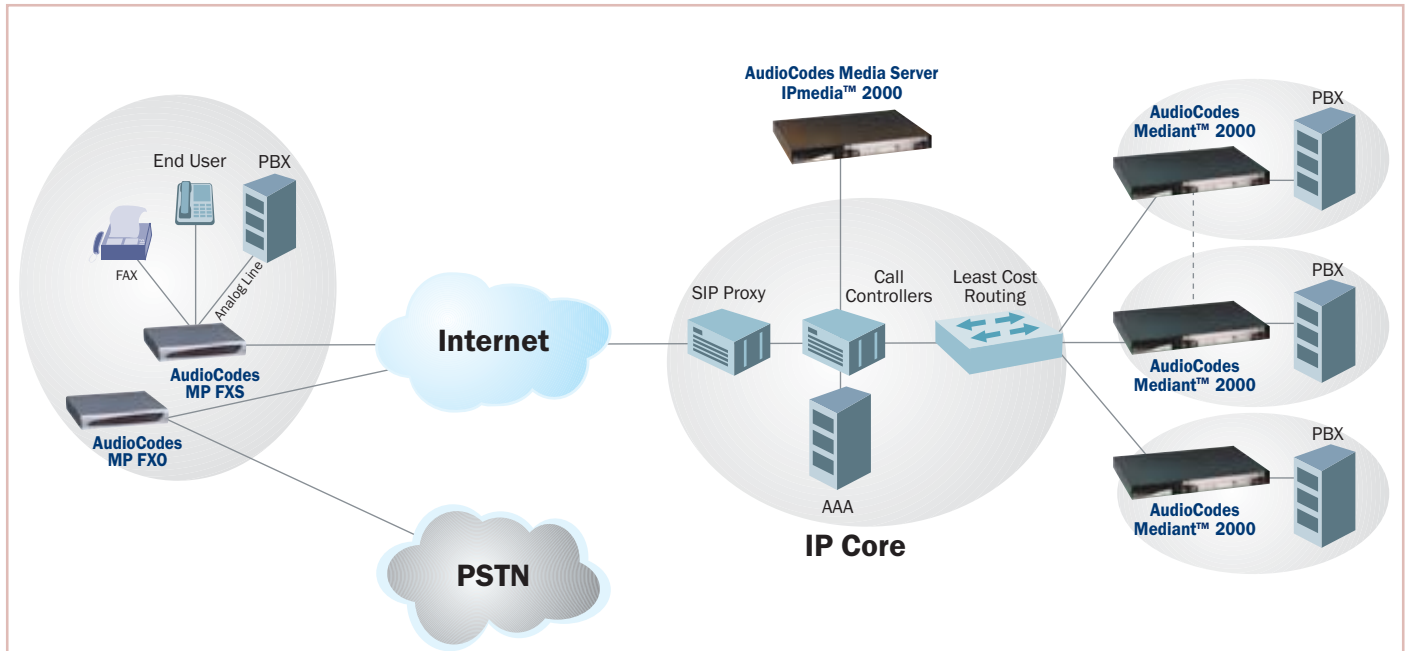 AudioCodes Media Server
IPmedia™ 2000
End User
PBX
FAX
Analog Line
AudioCodes
MP FXS
AudioCodes
MP FXO
Internet
PSTN
SIP Proxy
Call
Controllers
Least Cost
Routing
AAA
IP Core
AudioCodes
Mediant™ 2000
PBX
PBX
AudioCodes
Mediant™ 2000
PBX
AudioCodes
Mediant™ 2000